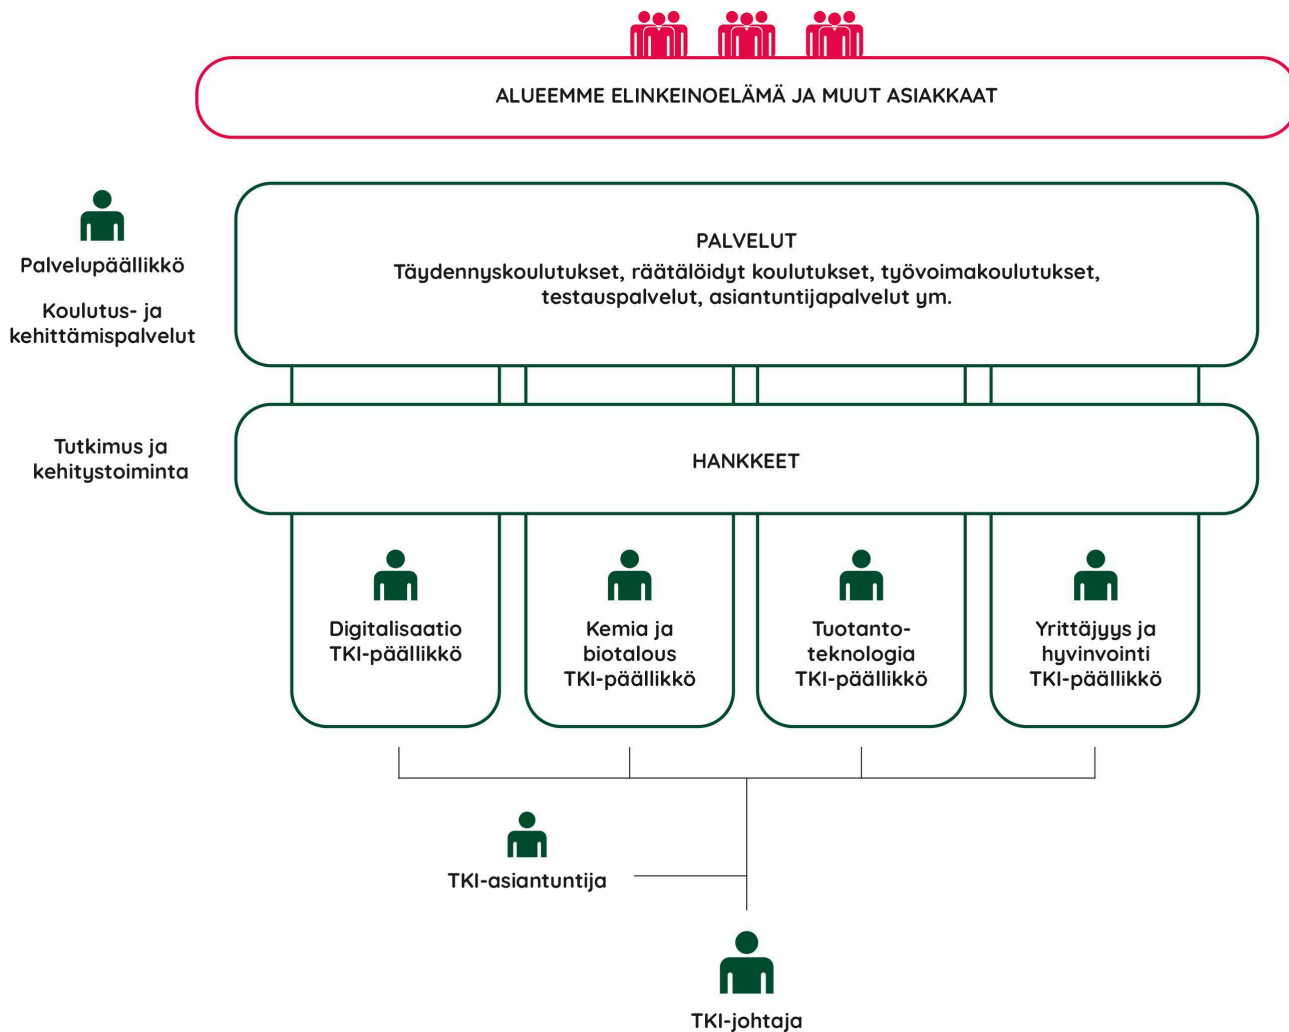 ALUEEMME ELINKEINOELÄMÄ JA MUUT ASIAKKAAT
Palvelupäällikkö
Koulutus- ja
kehittämispalvelut
PALVELUT
Täydennyskoulutukset, räätälöidyt koulutukset, työvoimakoulutukset,
testauspalvelut, asiantuntijapalvelut ym.
Tutkimus ja
kehitystoiminta
HANKKEET
Digitalisaatio
TKI-päällikkö
Kemia ja
biotalous
TKI-päällikkö
Tuotanto-
teknologia
TKI-päällikkö
Yrittäjyys ja
hyvinvointi
TKI-päällikkö
TKI-asiantuntija
TKI-johtaja